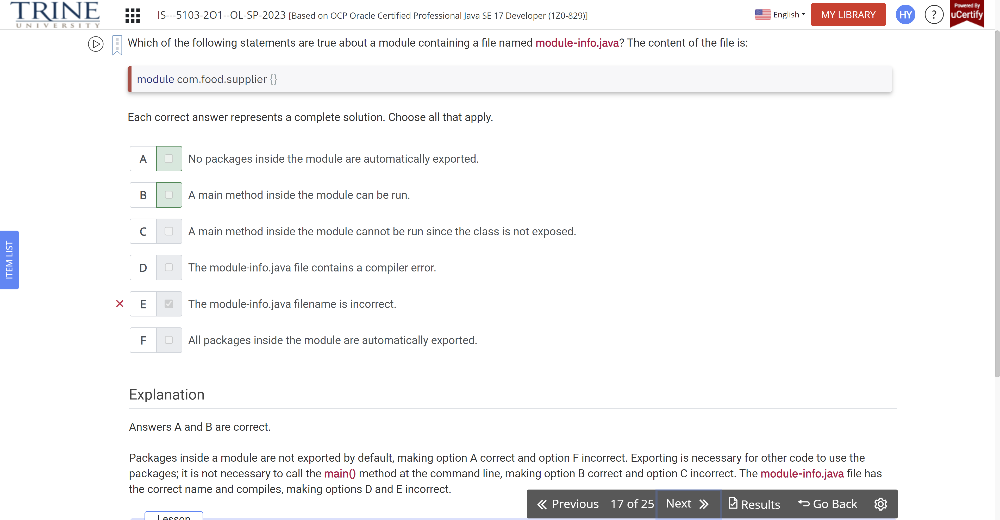 TRINE
UNIVERSITY
IS---5103-2O1--OL-SP-2023 [Based on OCP Oracle Certified Professional Java SE 17 Developer (1Z0-829)]
English
MY LIBRARY
HY
?
Powered By
uCertify
Which of the following statements are true about a module containing a file named module-info.java? The content of the file is:
module com.food.supplier {}
Each correct answer represents a complete solution. Choose all that apply.
A No packages inside the module are automatically exported.
B A main method inside the module can be run.
C A main method inside the module cannot be run since the class is not exposed.
D The module-info.java file contains a compiler error.
E The module-info.java filename is incorrect.
F All packages inside the module are automatically exported.
ITEM LIST
Explanation
Answers A and B are correct.
Packages inside a module are not exported by default, making option A correct and option F incorrect. Exporting is necessary for other code to use the
packages; it is not necessary to call the main() method at the command line, making option B correct and option C incorrect. The module-info.java file has
the correct name and compiles, making options D and E incorrect.
Previous 17 of 25 Next Results Go Back
Lesson